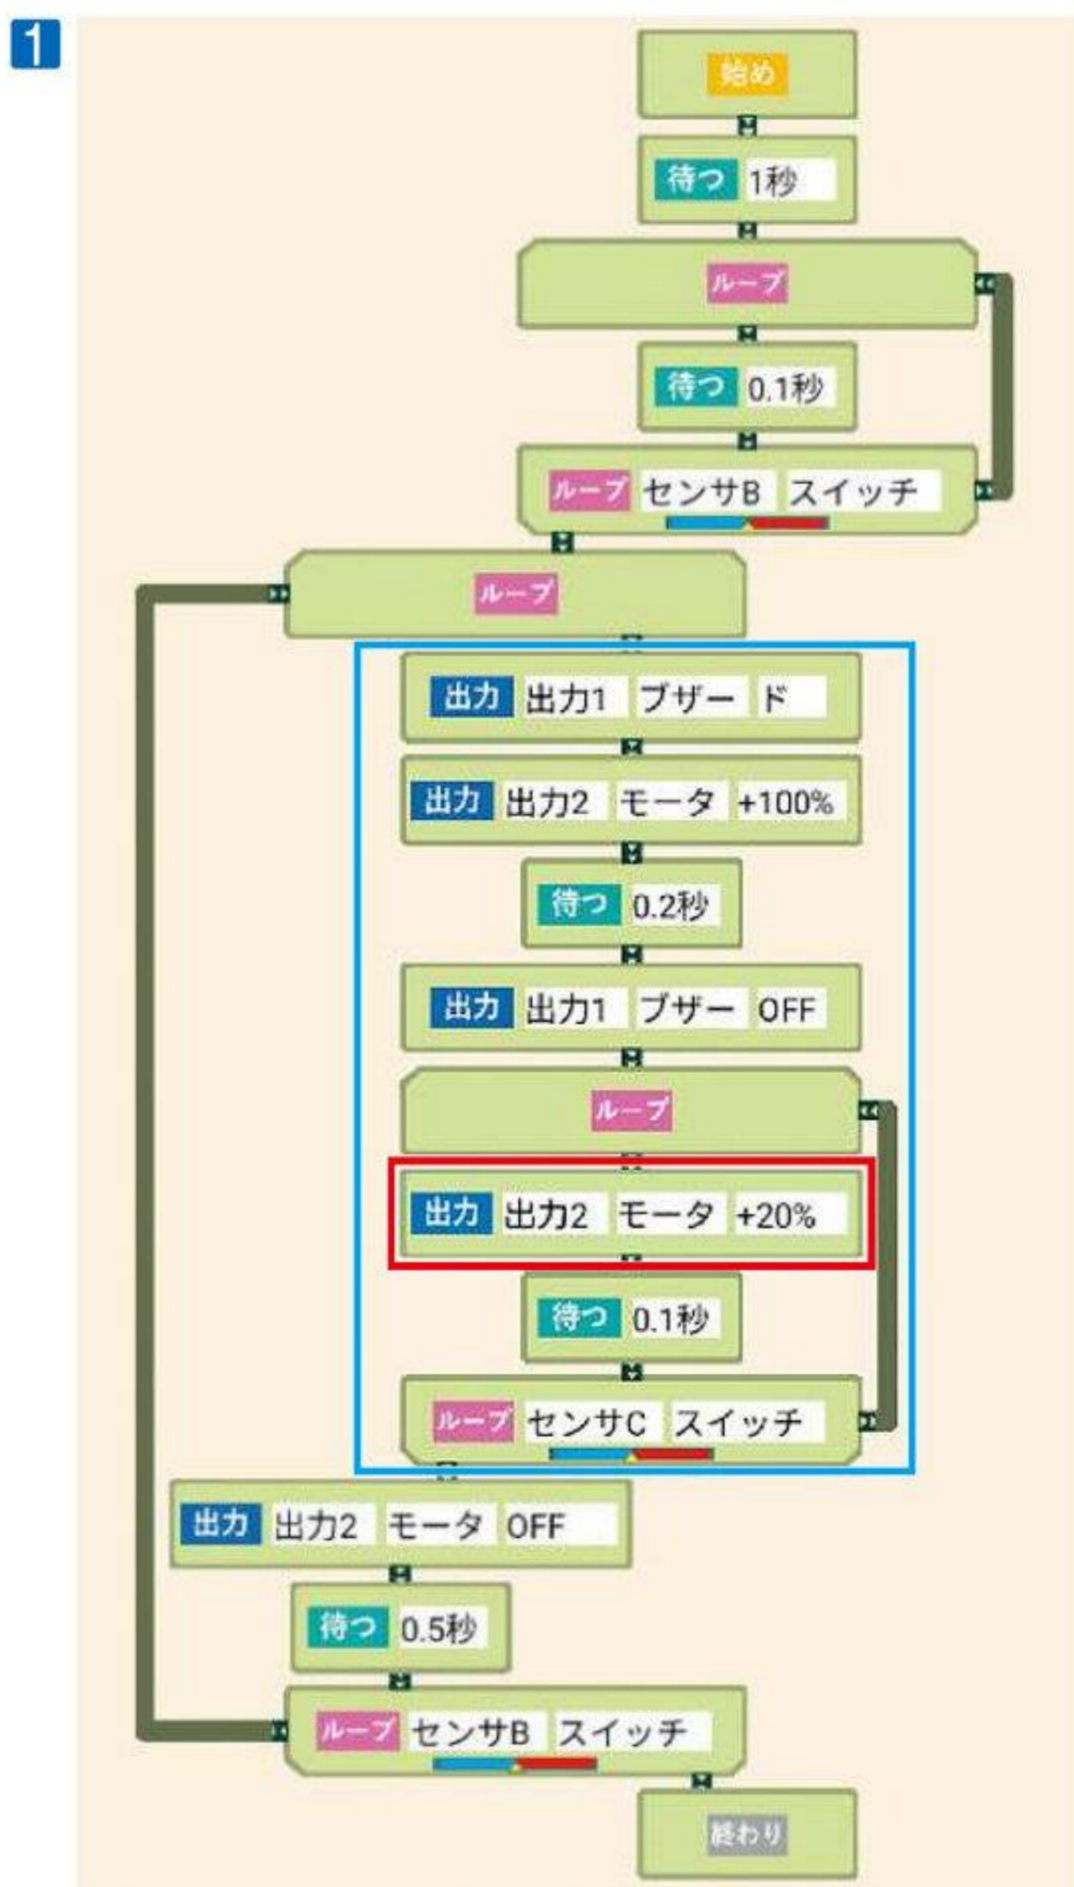 1
始め
待つ 1秒
ループ
待つ 0.1秒
ループ センサB スイッチ
ループ
出力 出力1 ブザー ド
出力 出力2 モータ +100%
待つ 0.2秒
出力 出力1 ブザー OFF
ループ
出力 出力2 モータ +20%
待つ 0.1秒
ループ センサC スイッチ
出力 出力2 モータ OFF
待つ 0.5秒
ループ センサB スイッチ
終わり